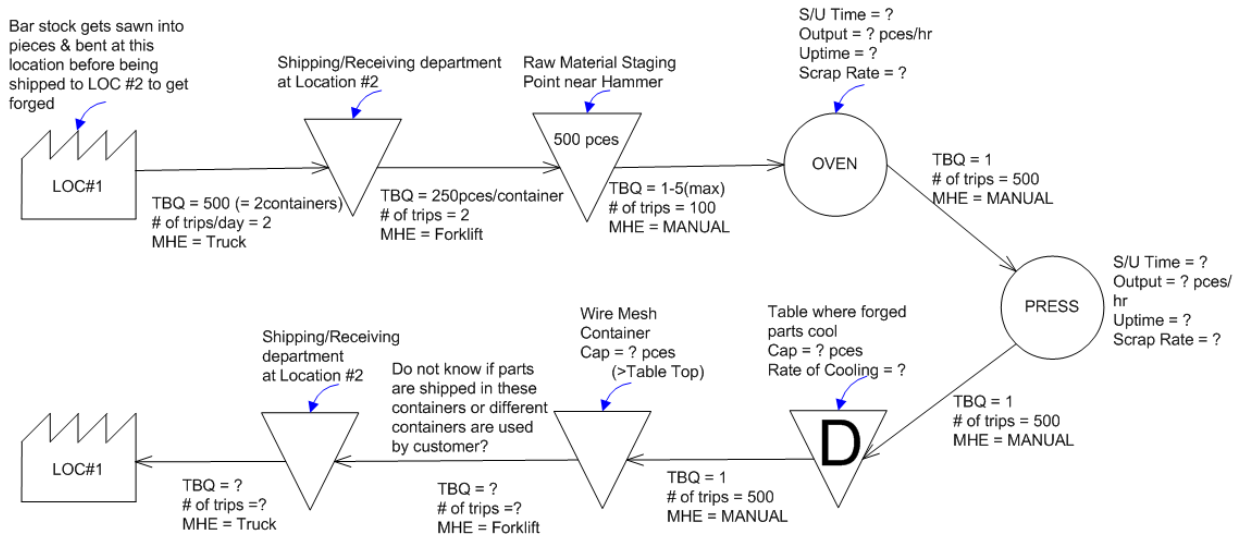 Bar stock gets sawn into
pieces & bent at this
location before being
shipped to LOC #2 to get
forged
LOC#1
TBQ = 500 (= 2containers)
# of trips/day = 2
MHE = Truck
Shipping/Receiving department
at Location #2
TBQ = 250pces/container
# of trips = 2
MHE = Forklift
Raw Material Staging
Point near Hammer
500 pces
TBQ = 1-5(max)
# of trips = 100
MHE = MANUAL
S/U Time = ?
Output = ? pces/hr
Uptime = ?
Scrap Rate = ?
OVEN
TBQ = 1
# of trips = 500
MHE = MANUAL
PRESS
S/U Time = ?
Output = ? pces/
hr
Uptime = ?
Scrap Rate = ?
TBQ = 1
# of trips = 500
MHE = MANUAL
Table where forged
parts cool
Cap = ? pces
Rate of Cooling = ?
D
TBQ = 1
# of trips = 500
MHE = MANUAL
Wire Mesh
Container
Cap = ? pces
(>Table Top)
Do not know if parts
are shipped in these
containers or different
containers are used
by customer?
TBQ = ?
# of trips =?
MHE = Forklift
Shipping/Receiving
department
at Location #2
TBQ = ?
# of trips =?
MHE = Truck
LOC#1